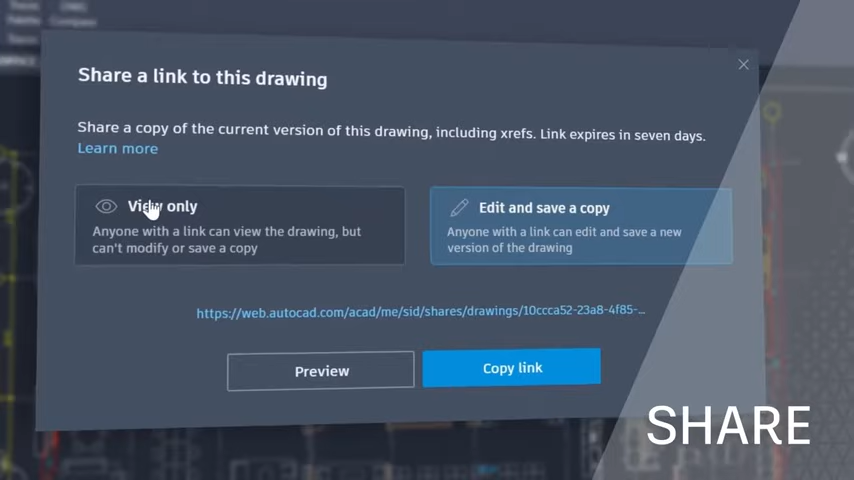 Share a link to this drawing
Share a copy of the current version of this drawing, including xrefs. Link expires in seven days.
Learn more
View only
Anyone with a link can view the drawing, but
can't modify or save a copy
Edit and save a copy
Anyone with a link can edit and save a new
version of the drawing
https://web.autocad.com/acad/me/sid/shares/drawings/10ccca52-23a8-4f85-...
Preview
Copy link
SHARE